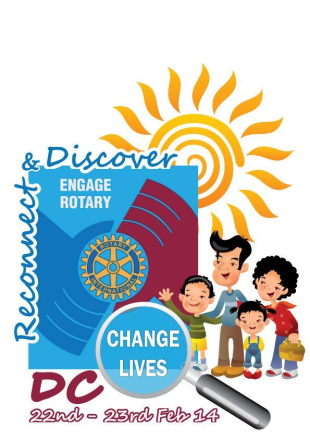 Reconnect & Discover
ENGAGE
ROTARY
ROTARY
INTERNATIONAL
CHANGE
LIVES
DC
22nd - 23rd Feb 14